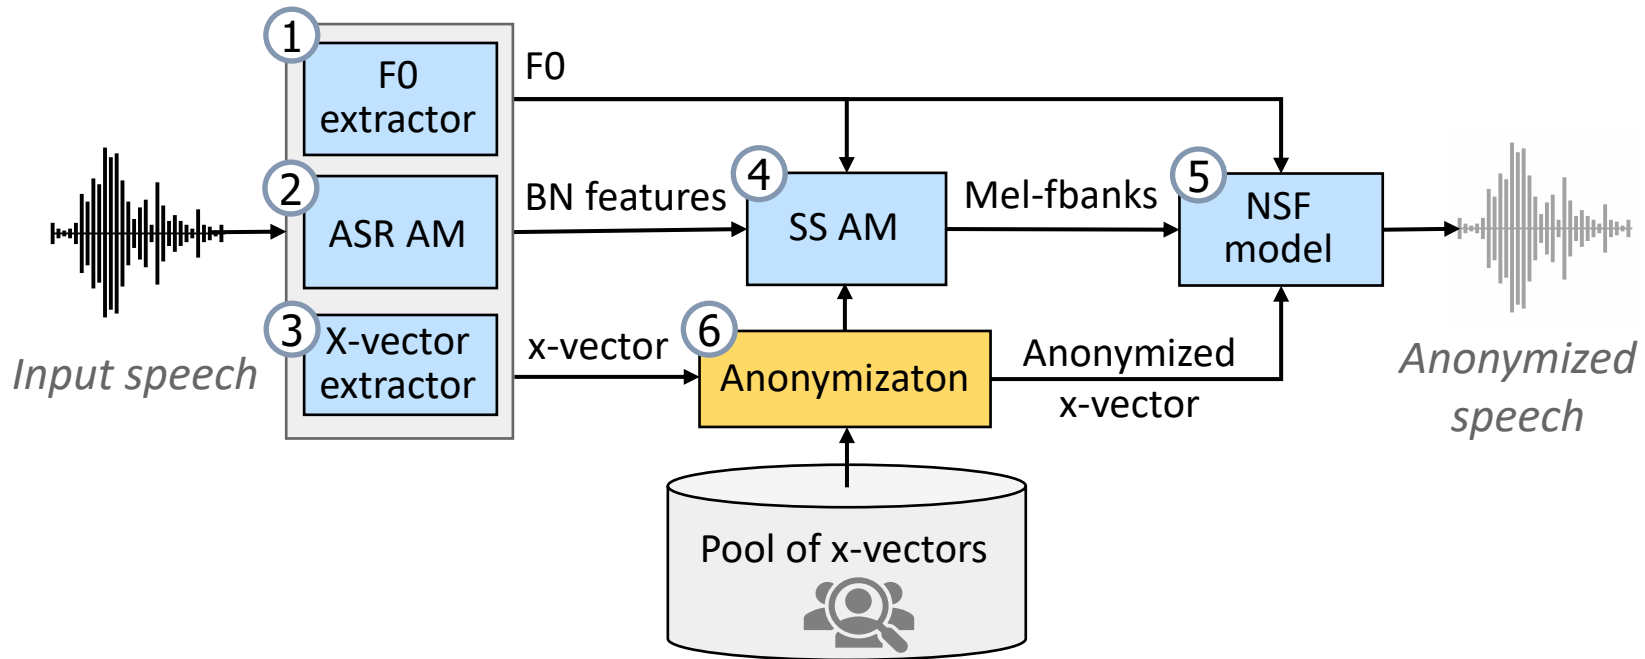 1
F0
extractor
F0
2
ASR AM
BN features
4
SS AM
Mel-fbanks
5
NSF
model
3
X-vector
extractor
x-vector
6
Anonymizaton
Anonymized
x-vector
Input speech
Anonymized
speech
Pool of x-vectors